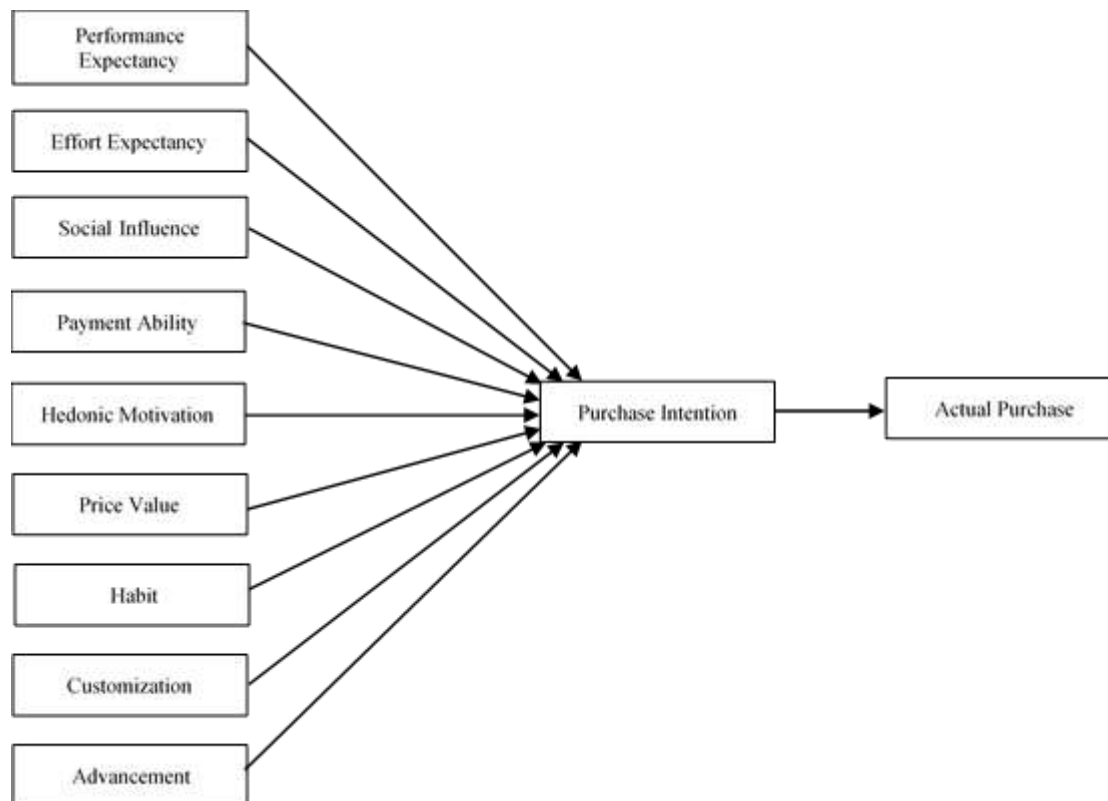 Performance
Expectancy
Effort Expectancy
Social Influence
Payment Ability
Hedonic Motivation
Price Value
Habit
Customization
Advancement
Purchase Intention
Actual Purchase